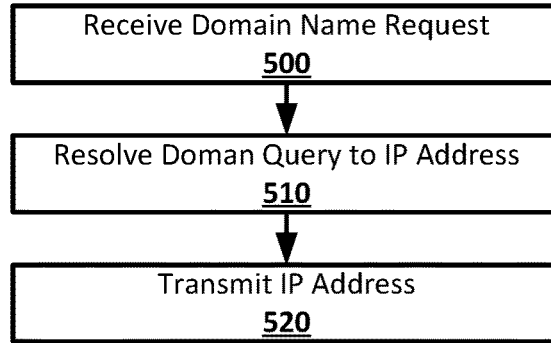 Receive Domain Name Request
500
Resolve Doman Query to IP Address
510
Transmit IP Address
520